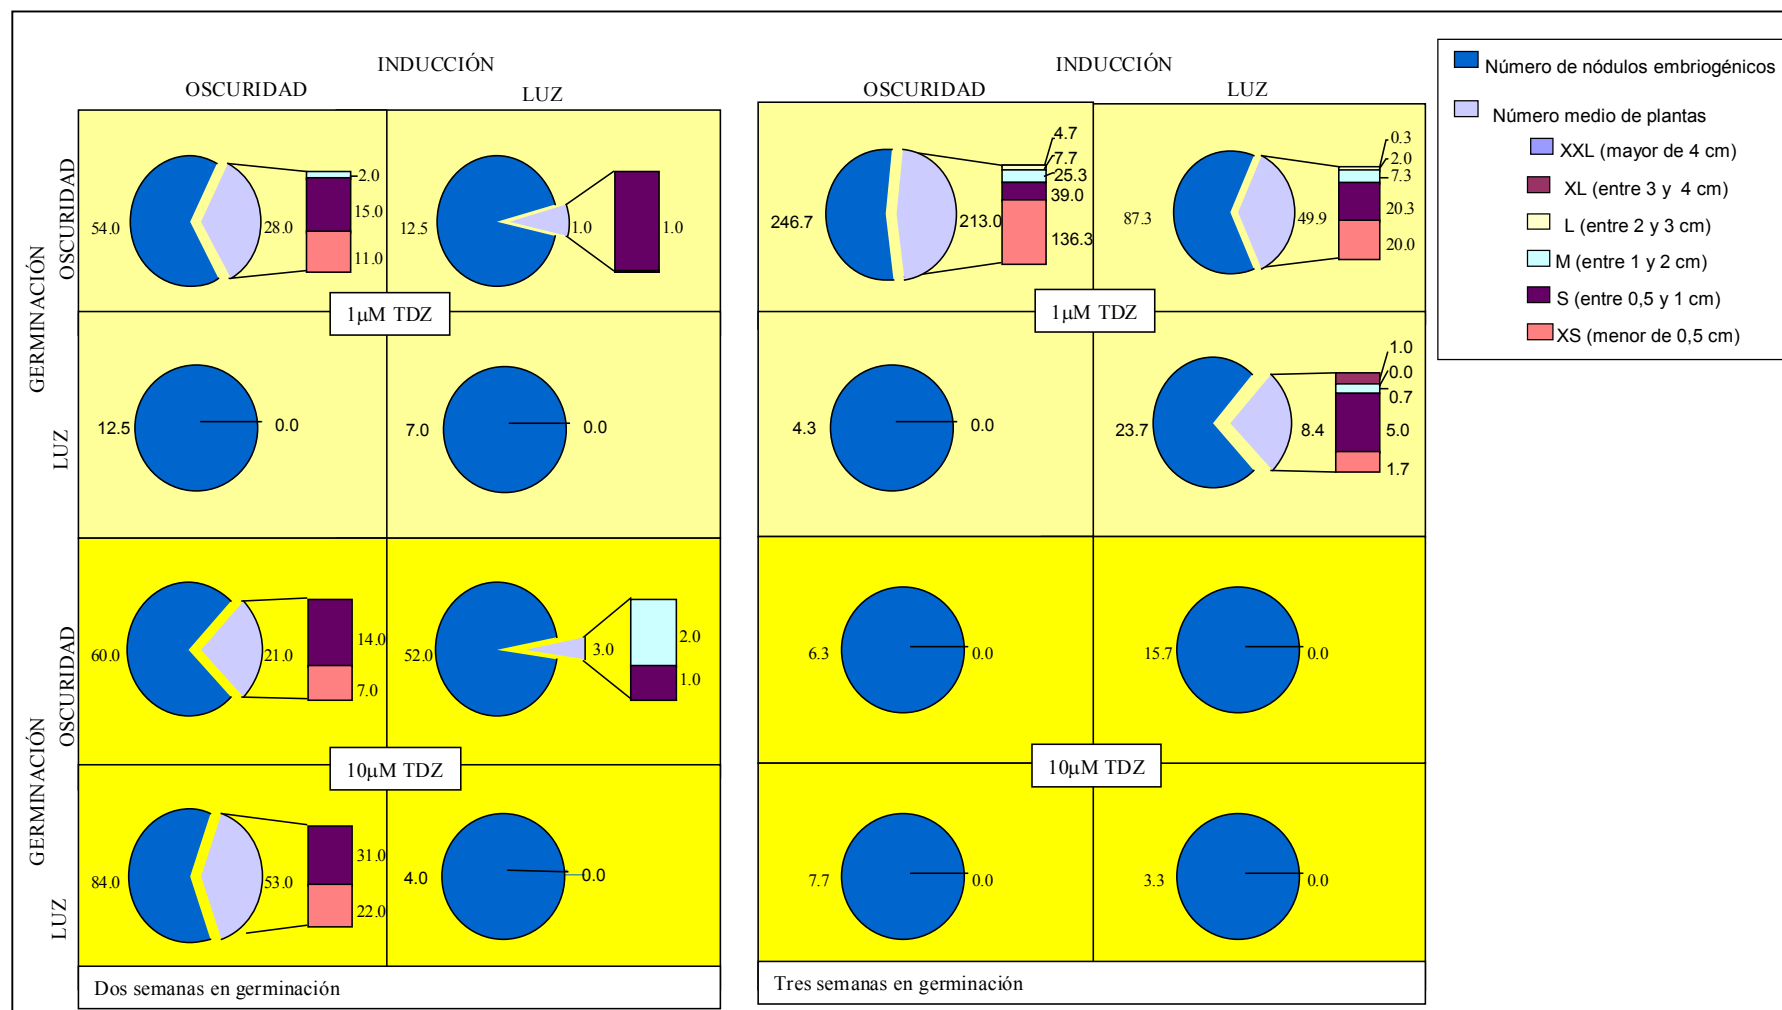 INDUCCIÓN
OSCURIDAD
LUZ
GERMINACIÓN
OSCURIDAD
LUZ
54.0
28.0
2.0
15.0
11.0
12.5
1.0
1.0
1µM TDZ
12.5
0.0
7.0
0.0
GERMINACIÓN
OSCURIDAD
LUZ
60.0
21.0
14.0
7.0
52.0
3.0
2.0
1.0
10µM TDZ
84.0
53.0
31.0
22.0
4.0
0.0
Dos semanas en germinación
INDUCCIÓN
OSCURIDAD
LUZ
246.7
213.0
4.7
7.7
25.3
39.0
136.3
87.3
49.9
0.3
2.0
7.3
20.3
20.0
1µM TDZ
4.3
0.0
23.7
8.4
1.0
0.0
0.7
5.0
1.7
6.3
0.0
15.7
0.0
10µM TDZ
7.7
0.0
3.3
0.0
Tres semanas en germinación
Número de nódulos embriogénicos
Número medio de plantas
XXL (mayor de 4 cm)
XL (entre 3 y 4 cm)
L (entre 2 y 3 cm)
M (entre 1 y 2 cm)
S (entre 0,5 y 1 cm)
XS (menor de 0,5 cm)